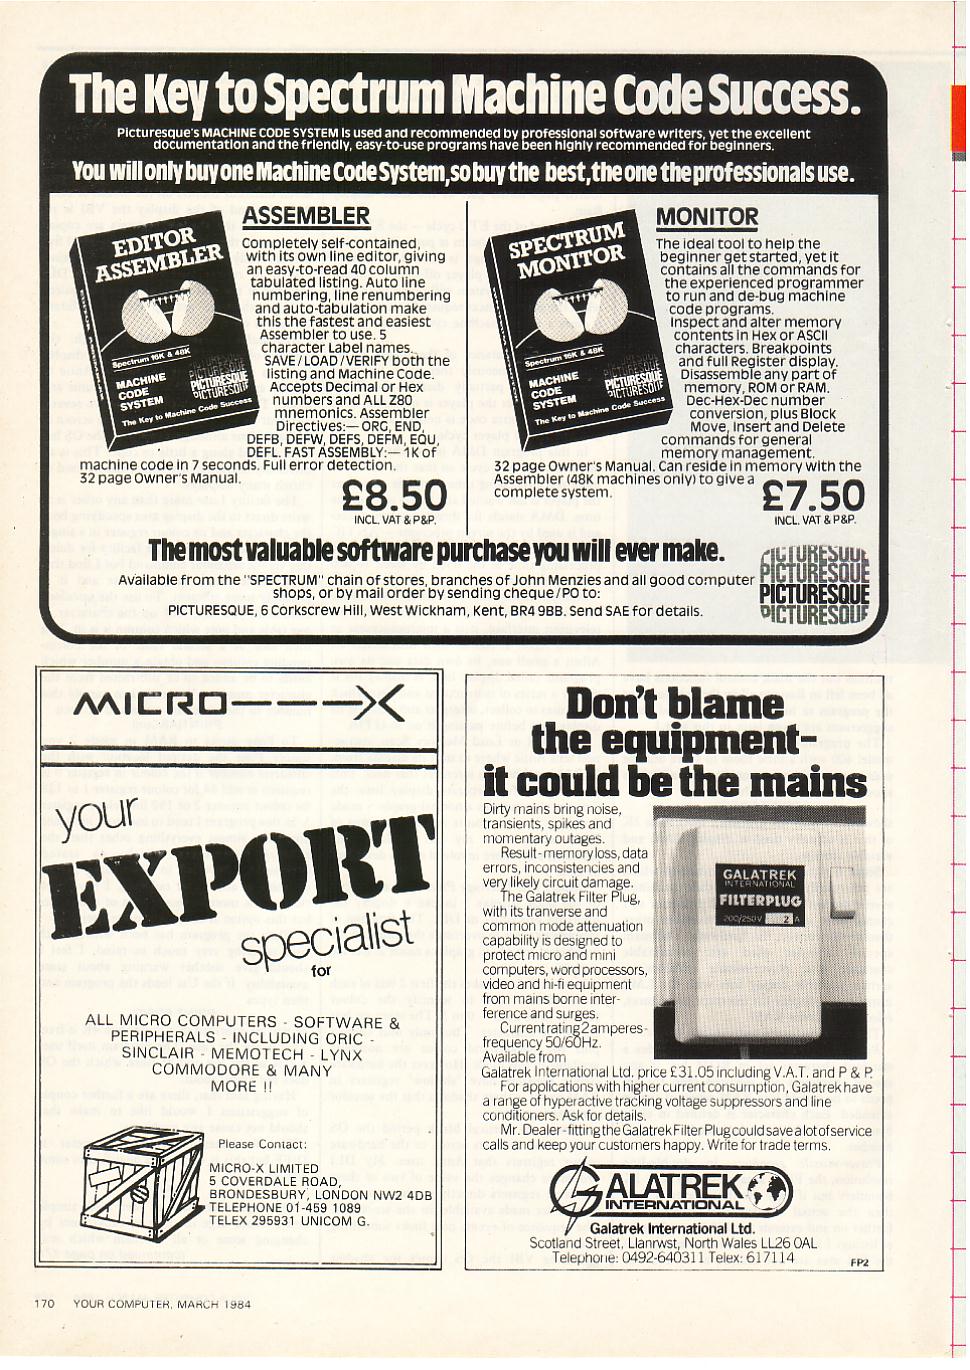 The Key to Spectrum Machine Code Success.
Picturesque's MACHINE CODE SYSTEM is used and recommended by professional software writers, yet the excellent
documentation and the friendly, easy-to-use programs have been highly recommended for beginners.
You will only buy one Machine Code System, so buy the best, the one the professionals use.
EDITOR
ASSEMBLER
EDITOR ASSEMBLER
Spectrum 16K & 48K
MACHINE
CODE
SYSTEM
PICTURESQUE
PICTURESQUE
PICTURESQUE
The Key to Machine Code Success
ASSEMBLER
Completely self-contained,
with its own line editor, giving
an easy-to-read 40 column
tabulated listing. Auto line
numbering, line renumbering
and auto-tabulation make
this the fastest and easiest
Assembler to use. 5
character Label names.
SAVE/LOAD/VERIFY both the
listing and Machine Code.
Accepts Decimal or Hex
numbers and ALL Z80
mnemonics. Assembler
Directives:— ORG, END,
DEFB, DEFW, DEFS, DEFM, EQU,
DEFL. FAST ASSEMBLY:— 1K of
machine code in 7 seconds. Full error detection.
32 page Owner's Manual.
£8.50
INCL. VAT & P&P.
SPECTRUM
MONITOR
SPECTRUM MONITOR
Spectrum 16K & 48K
MACHINE
CODE
SYSTEM
PICTURESQUE
PICTURESQUE
PICTURESQUE
The Key to Machine Code Success
MONITOR
The ideal tool to help the
beginner get started, yet it
contains all the commands for
the experienced programmer
to run and de-bug machine
code programs.
Inspect and alter memory
contents in Hex or ASCII
characters. Breakpoints
and full Register display.
Disassemble any part of
memory, ROM or RAM.
Dec-Hex-Dec number
conversion, plus Block
Move, Insert and Delete
commands for general
memory management.
32 page Owner's Manual. Can reside in memory with the
Assembler (48K machines only) to give a
complete system.
£7.50
INCL. VAT & P&P.
The most valuable software purchase you will ever make.
Available from the "SPECTRUM" chain of stores, branches of John Menzies and all good computer
shops, or by mail order by sending cheque/PO to:
PICTURESQUE, 6 Corkscrew Hill, West Wickham, Kent, BR4 9BB. Send SAE for details.
PICTURESQUE
PICTURESQUE
PICTURESQUE
PICTURESQUE
MICRO-X
your
EXPORT
specialist
for
ALL MICRO COMPUTERS - SOFTWARE &
PERIPHERALS - INCLUDING ORIC -
SINCLAIR - MEMOTECH - LYNX
COMMODORE & MANY
MORE !!
Please Contact:
MICRO-X LIMITED
5 COVERDALE ROAD,
BRONDESBURY, LONDON NW2 4DB
TELEPHONE 01-459 1089
TELEX 295931 UNICOM G.
Don't blame
the equipment-
it could be the mains
Dirty mains bring noise,
transients, spikes and
momentary outages.
Result - memory loss, data
errors, inconsistencies and
very likely circuit damage.
The Galatrek Filter Plug,
with its tranverse and
common mode attenuation
capability is designed to
protect micro and mini
computers, word processors,
video and hi-fi equipment
from mains borne inter-
ference and surges.
Current rating 2 amperes-
frequency 50/60Hz.
Available from
Galatrek International Ltd. price £31.05 including V.A.T. and P & P.
For applications with higher current consumption, Galatrek have
a range of hyperactive tracking voltage suppressors and line
conditioners. Ask for details.
Mr. Dealer - fitting the Galatrek Filter Plug could save a lot of service
calls and keep your customers happy. Write for trade terms.
GALATREK
INTERNATIONAL
FILTERPLUG
200/250V 2 A
GALATREK
INTERNATIONAL
Galatrek International Ltd.
Scotland Street, Llanrwst, North Wales LL26 0AL
Telephone: 0492-640311 Telex: 617114
FP2
170 YOUR COMPUTER, MARCH 1984